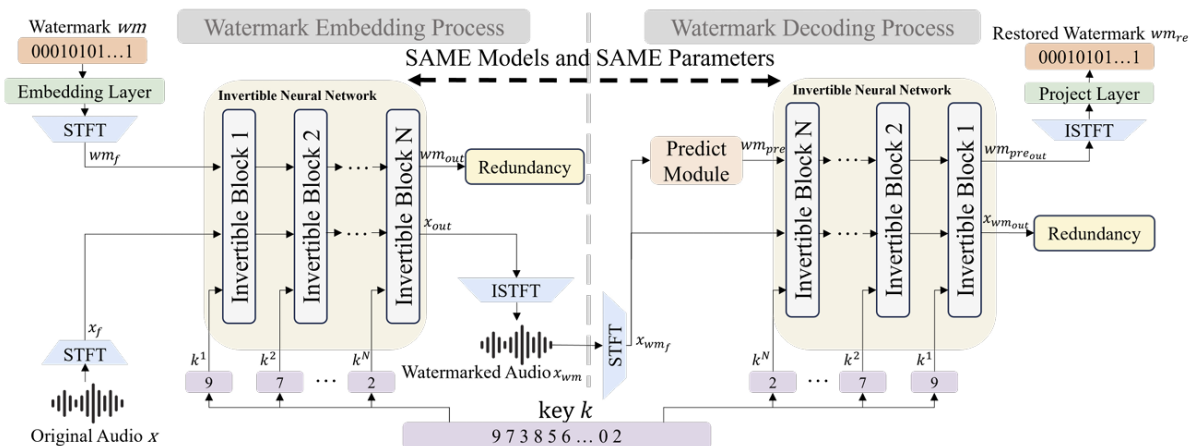 Watermark Embedding Process
Watermark Decoding Process
SAME Models and SAME Parameters
Watermark wm
00010101...1
Embedding Layer
STFT
wm_f
Original Audio x
STFT
x_f
Invertible Neural Network
Invertible Block 1
Invertible Block 2
...
...
Invertible Block N
k^1
9
k^2
7
...
k^N
2
wm_out
Redundancy
x_out
ISTFT
Watermarked Audio x_wm
STFT
x_wm_f
Predict
Module
wm_pre
Invertible Neural Network
Invertible Block N
...
...
Invertible Block 2
Invertible Block 1
k^N
2
...
k^2
7
k^1
9
wm_pre_out
ISTFT
Project Layer
00010101...1
Restored Watermark wm_re
x_wm_out
Redundancy
key k
9 7 3 8 5 6 ... 0 2